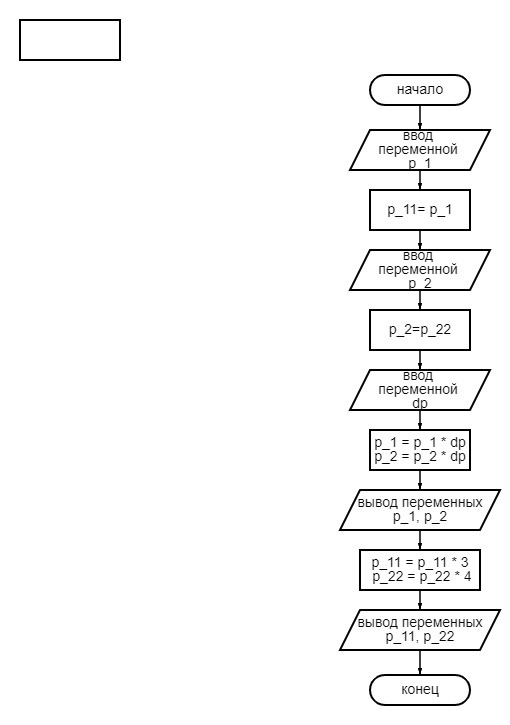 начало
ввод
переменной
p_1
p_11= p_1
ввод
переменной
p_2
p_2=p_22
ввод
переменной
dp
p_1 = p_1 * dp
p_2 = p_2 * dp
вывод переменных
p_1, p_2
p_11 = p_11 * 3
p_22 = p_22 * 4
вывод переменных
p_11, p_22
конец